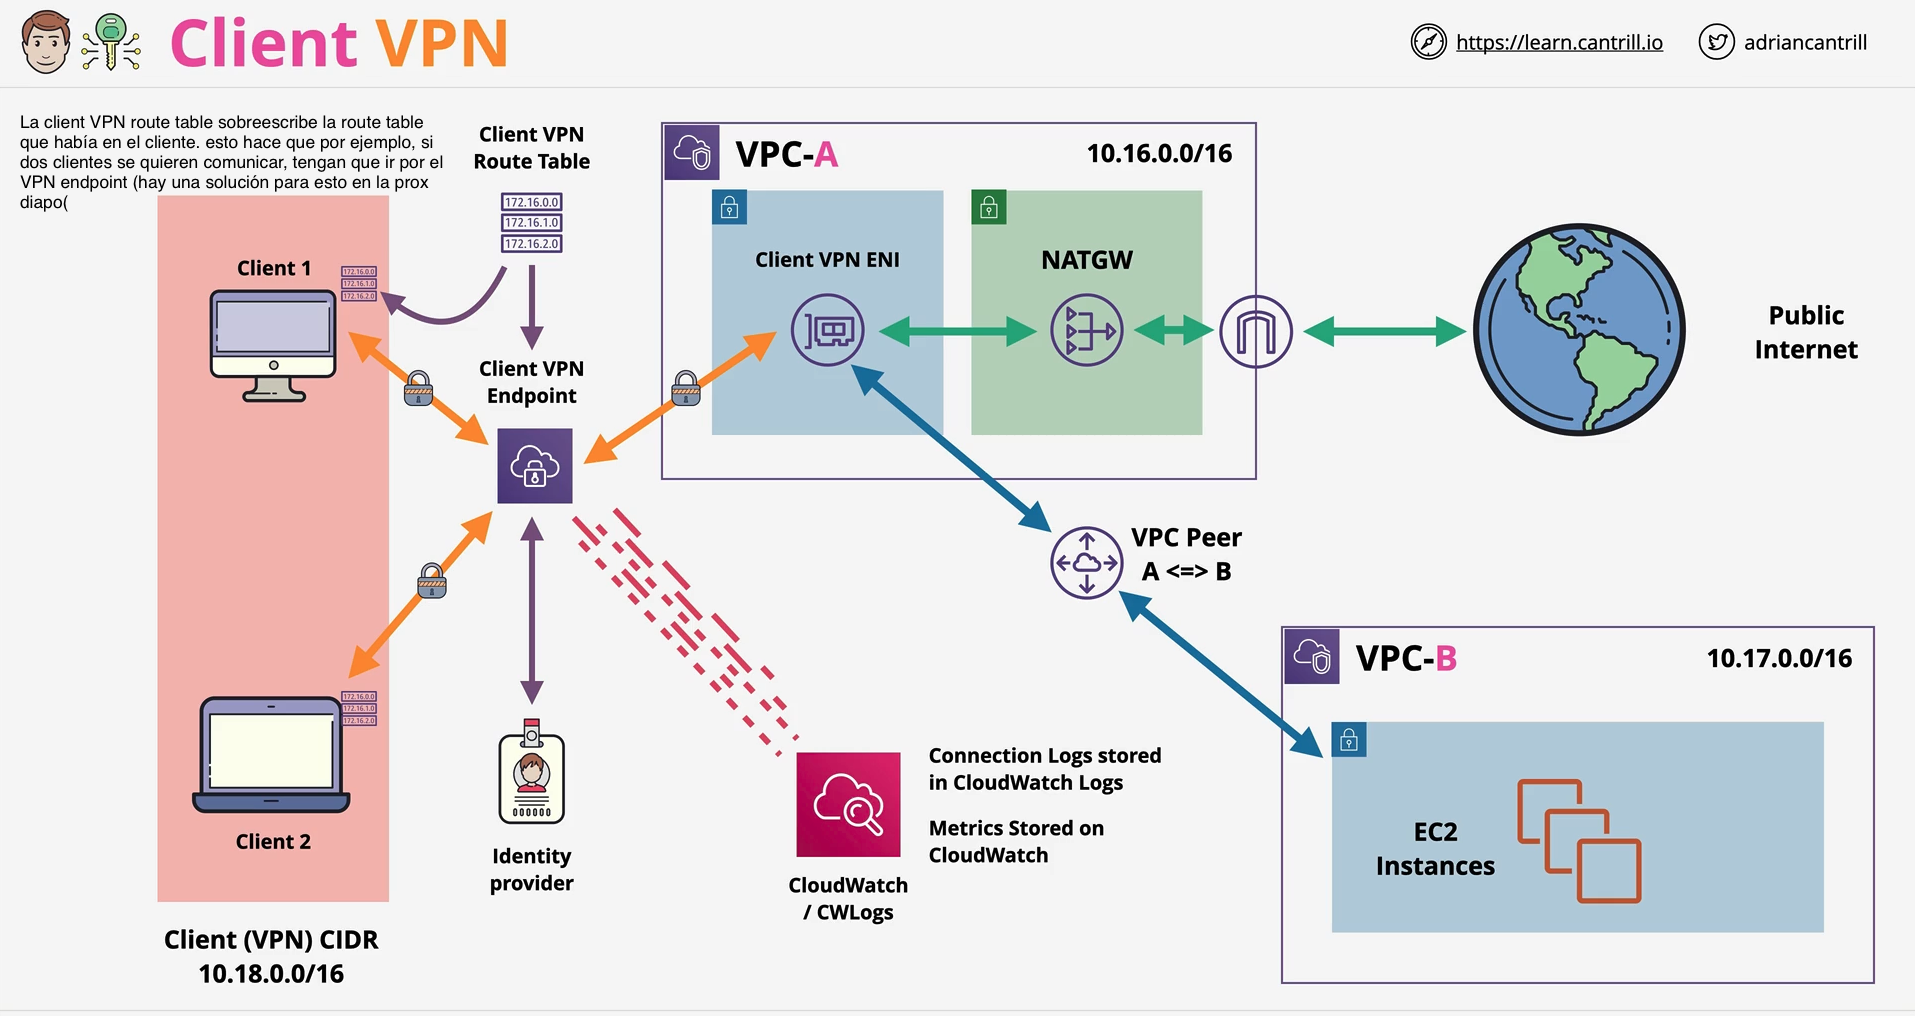 Client VPN
https://learn.cantrill.io
adriancantrill
La client VPN route table sobreescribe la route table
que había en el cliente. esto hace que por ejemplo, si
dos clientes se quieren comunicar, tengan que ir por el
VPN endpoint (hay una solución para esto en la prox
diapo(
Client VPN
Route Table
172.16.0.0
172.16.1.0
172.16.2.0
Client 1
172.16.0.0
172.16.1.0
172.16.2.0
Client VPN
Endpoint
Client 2
172.16.0.0
172.16.1.0
172.16.2.0
Client (VPN) CIDR
10.18.0.0/16
Identity
provider
VPC-A
10.16.0.0/16
Client VPN ENI
NATGW
Public
Internet
VPC Peer
A <=> B
VPC-B
10.17.0.0/16
EC2
Instances
Connection Logs stored
in CloudWatch Logs
Metrics Stored on
CloudWatch
CloudWatch
/ CWLogs